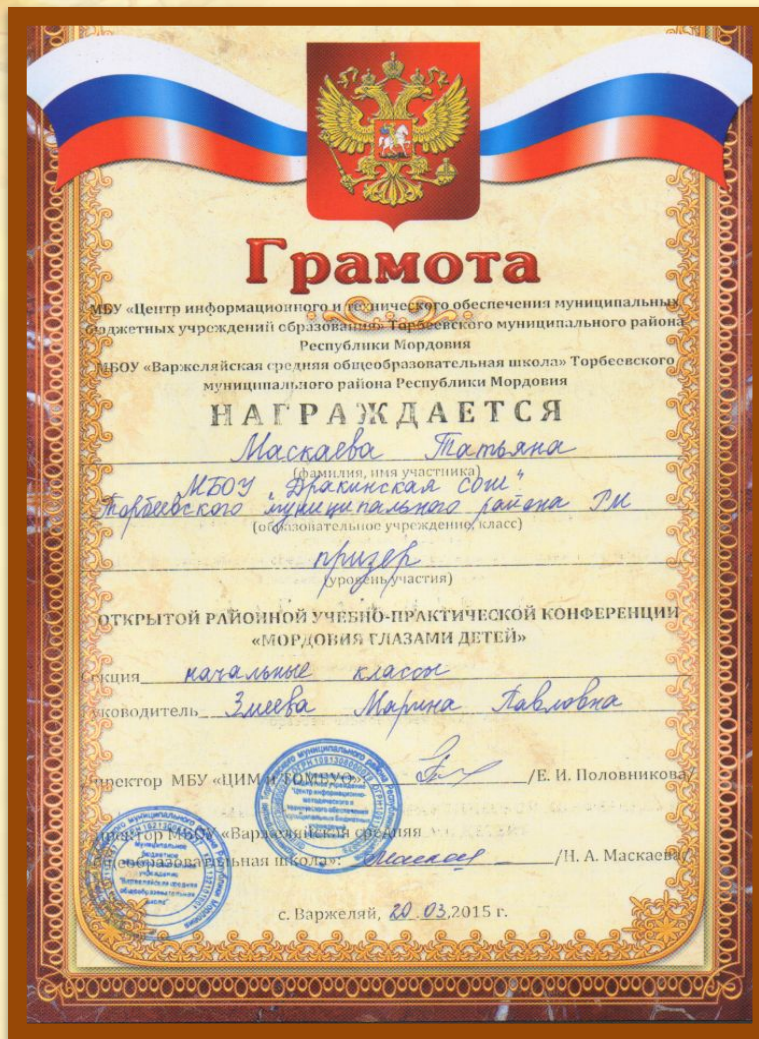 Грамота
МБУ «Центр информационного и технического обеспечения муниципальных
бюджетных учреждений образования» Торбеевского муниципального района
Республики Мордовия
МБОУ «Варжеляйская средняя общеобразовательная школа» Торбеевского
муниципального района Республики Мордовия
НАГРАЖДАЕТСЯ
Маскаева Татьяна
(фамилия, имя участника)
МБОУ "Дракинская СОШ"
Торбеевского муниципального района РМ
(образовательное учреждение, класс)
призер
(уровень участия)
ОТКРЫТОЙ РАЙОННОЙ УЧЕБНО-ПРАКТИЧЕСКОЙ КОНФЕРЕНЦИИ
«МОРДОВИЯ ГЛАЗАМИ ДЕТЕЙ»
Секция начальные классы
Руководитель Змеева Марина Павловна
Директор МБУ «ЦИМ и ТОМБУО» /Е. И. Половникова/
Директор МБОУ «Варжеляйская средняя
общеобразовательная школа»: /Н. А. Маскаева/
с. Варжеляй, 20.03.2015 г.